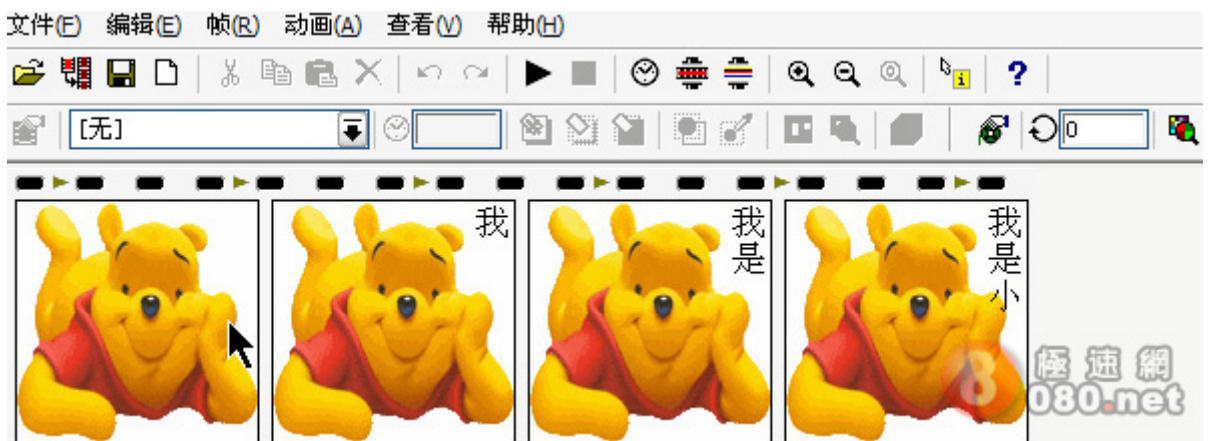 文件(F) 编辑(E) 帧(R) 动画(A) 查看(V) 帮助(H)
[无] 0
我
我是
我是小
極速網
8080.net